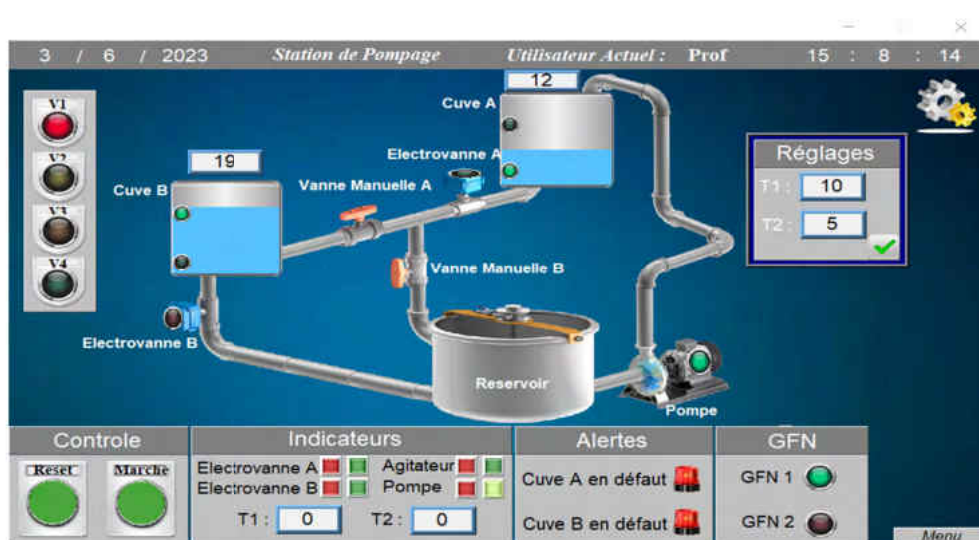 3 / 6 / 2023 Station de Pompage Utilisateur Actuel : Prof 15 : 8 : 14
V1
V2
V3
V4
12
Cuve A
Electrovanne A
19
Cuve B
Vanne Manuelle A
Vanne Manuelle B
Electrovanne B
Reservoir
Pompe
Réglages
T1 : 10
T2 : 5
Controle
Reset Marche
Indicateurs
Electrovanne A Agitateur
Electrovanne B Pompe
T1 : 0 T2 : 0
Alertes
Cuve A en défaut
Cuve B en défaut
GFN
GFN 1
GFN 2
Menu